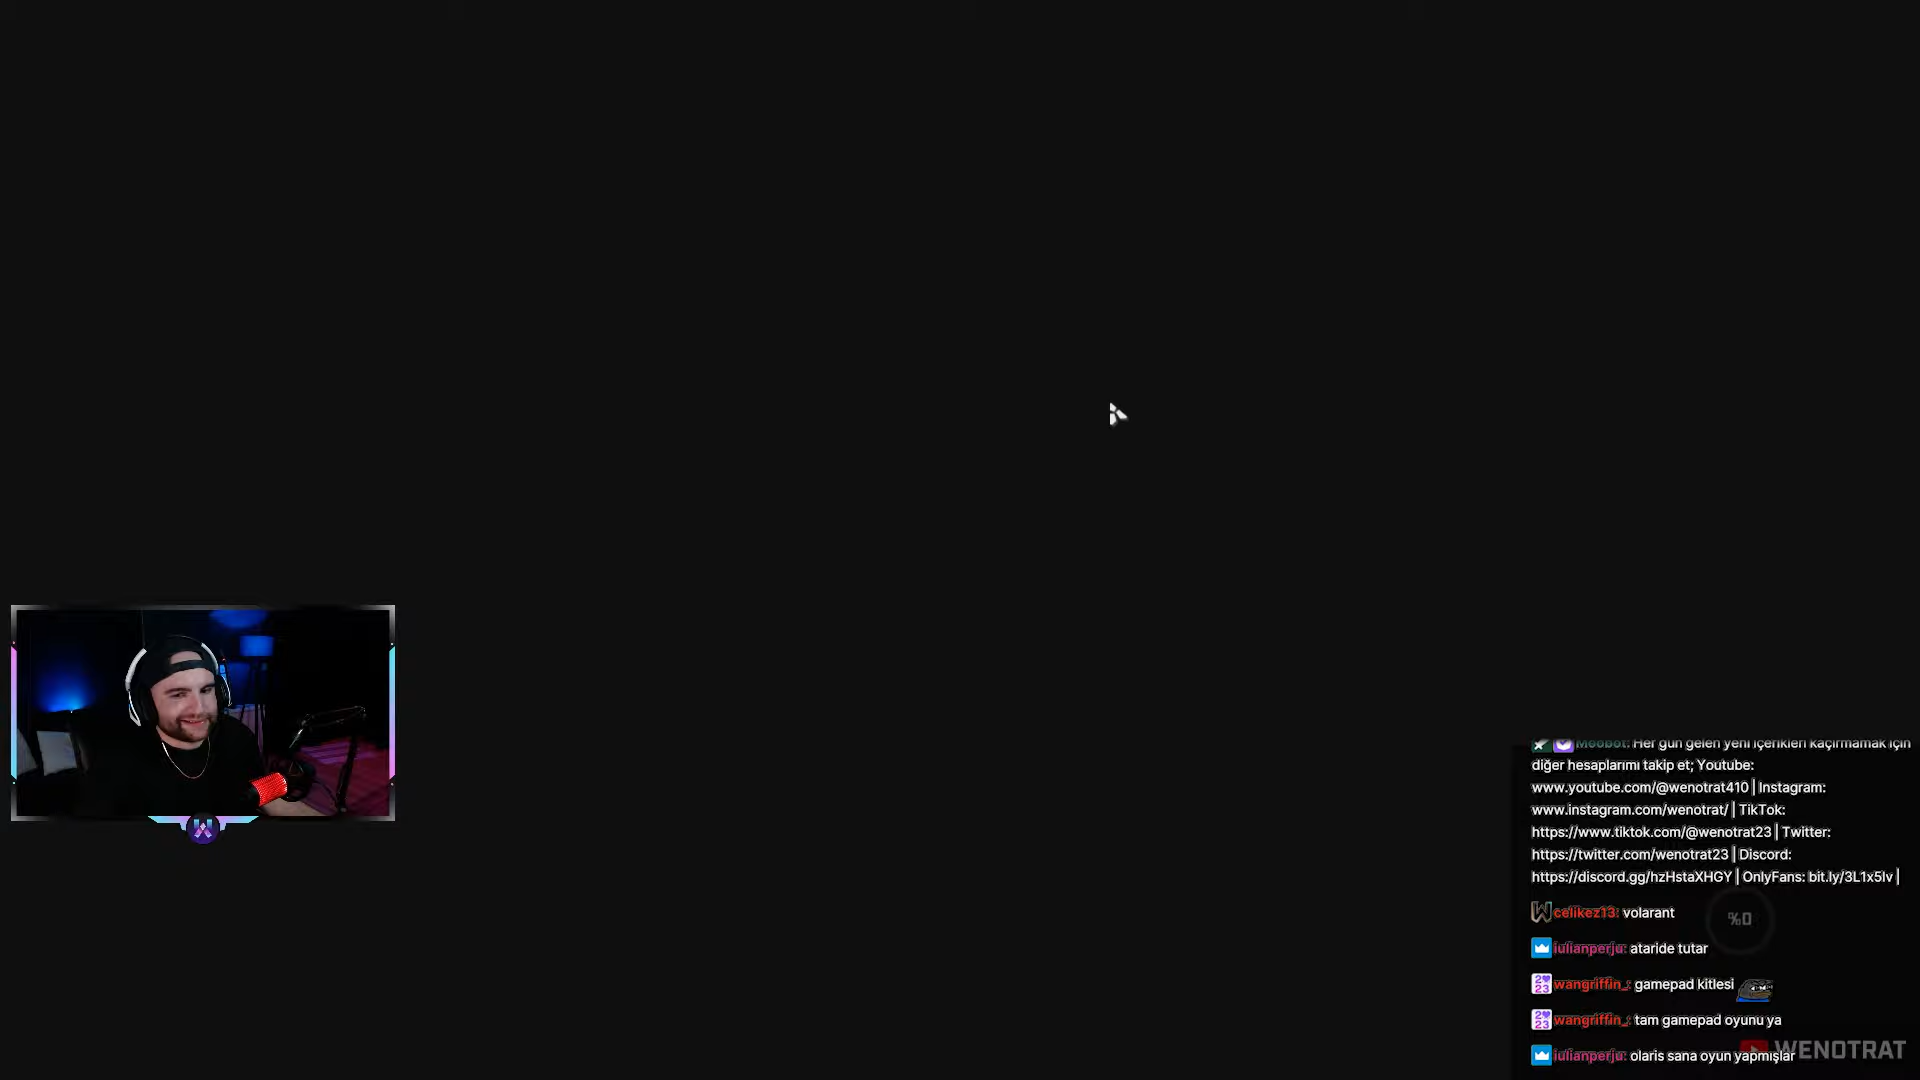 Moobot: Her gün gelen yeni içerikleri kaçırmamak için
diğer hesaplarımı takip et; Youtube:
www.youtube.com/@wenotrat410 | Instagram:
www.instagram.com/wenotrat/ | TikTok:
https://www.tiktok.com/@wenotrat23 | Twitter:
https://twitter.com/wenotrat23 | Discord:
https://discord.gg/hzHstaXHGY | OnlyFans: bit.ly/3L1x5lv |
celikez13: volarant
%0
iulianperju: ataride tutar
wangriffin_: gamepad kitlesi
wangriffin_: tam gamepad oyunu ya
iulianperju: olaris sana oyun yapmışlar
WENOTRAT